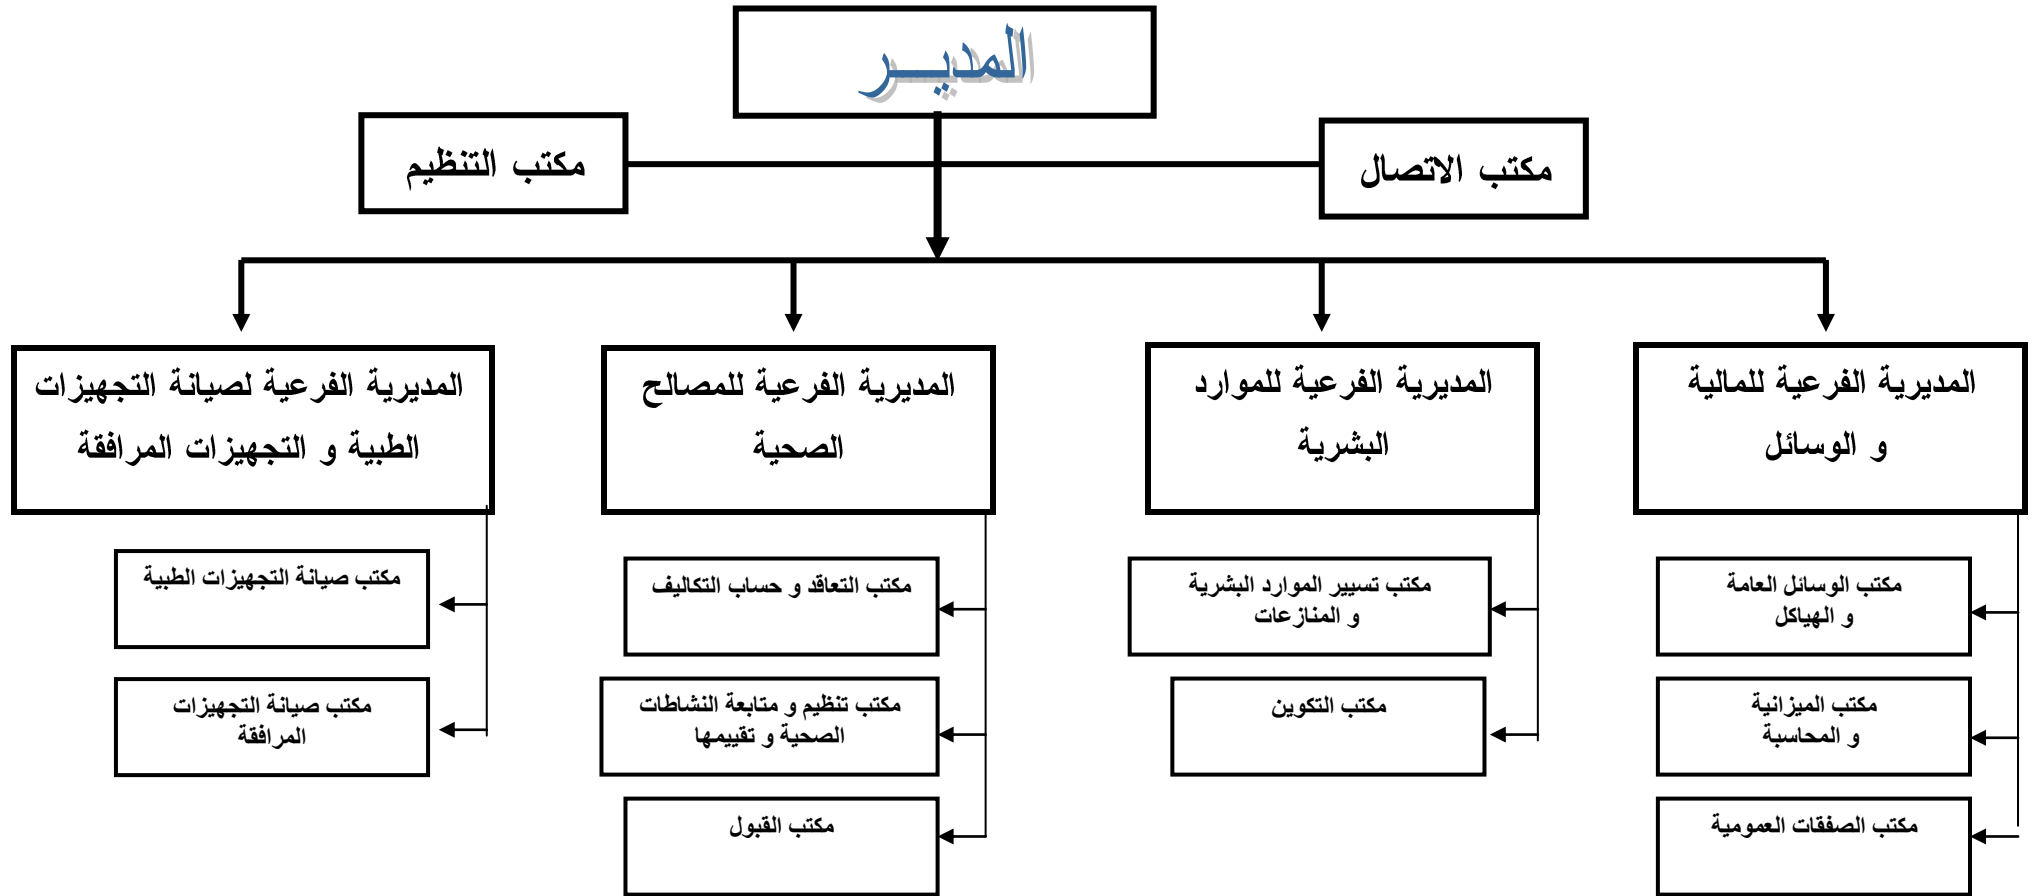 المديـــر
مكتب الاتصال
مكتب التنظيم
المديرية الفرعية للمالية
و الوسائل
المديرية الفرعية للموارد
البشرية
المديرية الفرعية للمصالح
الصحية
المديرية الفرعية لصيانة التجهيزات
الطبية و التجهيزات المرافقة
مكتب الوسائل العامة
و الهياكل
مكتب الميزانية
و المحاسبة
مكتب الصفقات العمومية
مكتب تسيير الموارد البشرية
و المنازعات
مكتب التكوين
مكتب التعاقد و حساب التكاليف
مكتب تنظيم و متابعة النشاطات
الصحية و تقييمها
مكتب القبول
مكتب صيانة التجهيزات الطبية
مكتب صيانة التجهيزات
المرافقة